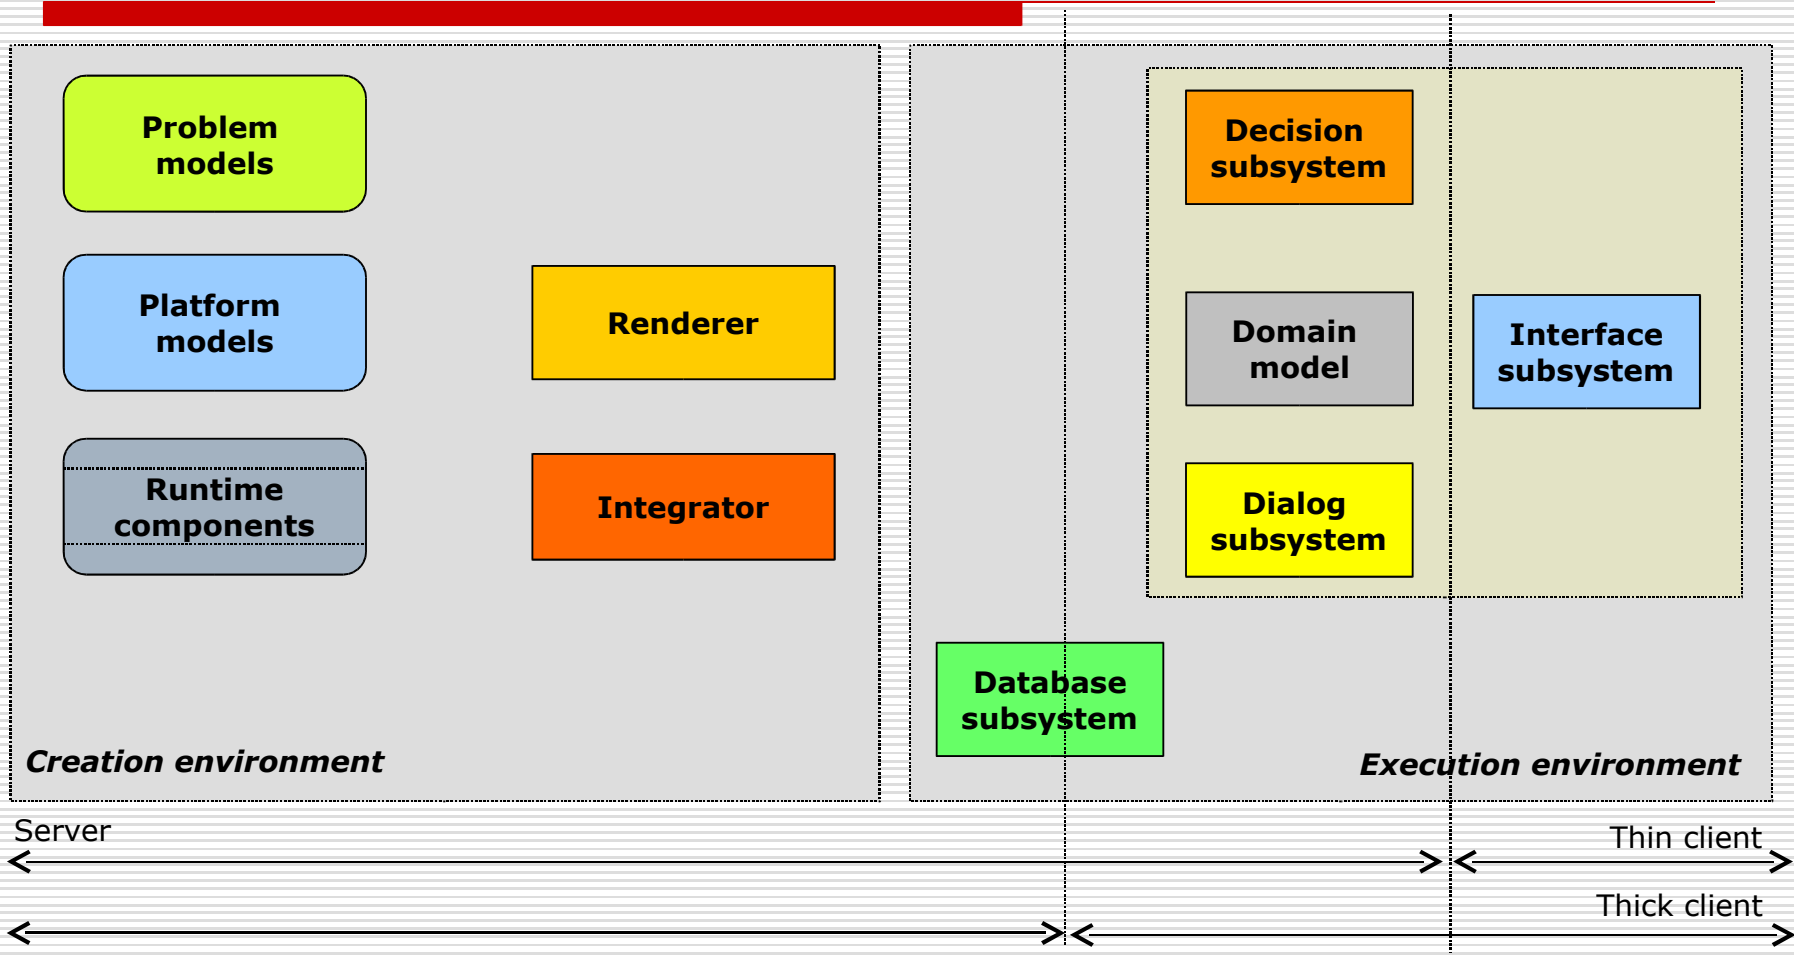 Problem
models
Platform
models
Runtime
components
Renderer
Integrator
Creation environment
Decision
subsystem
Domain
model
Interface
subsystem
Dialog
subsystem
Database
subsystem
Execution environment
Server
Thin client
Thick client